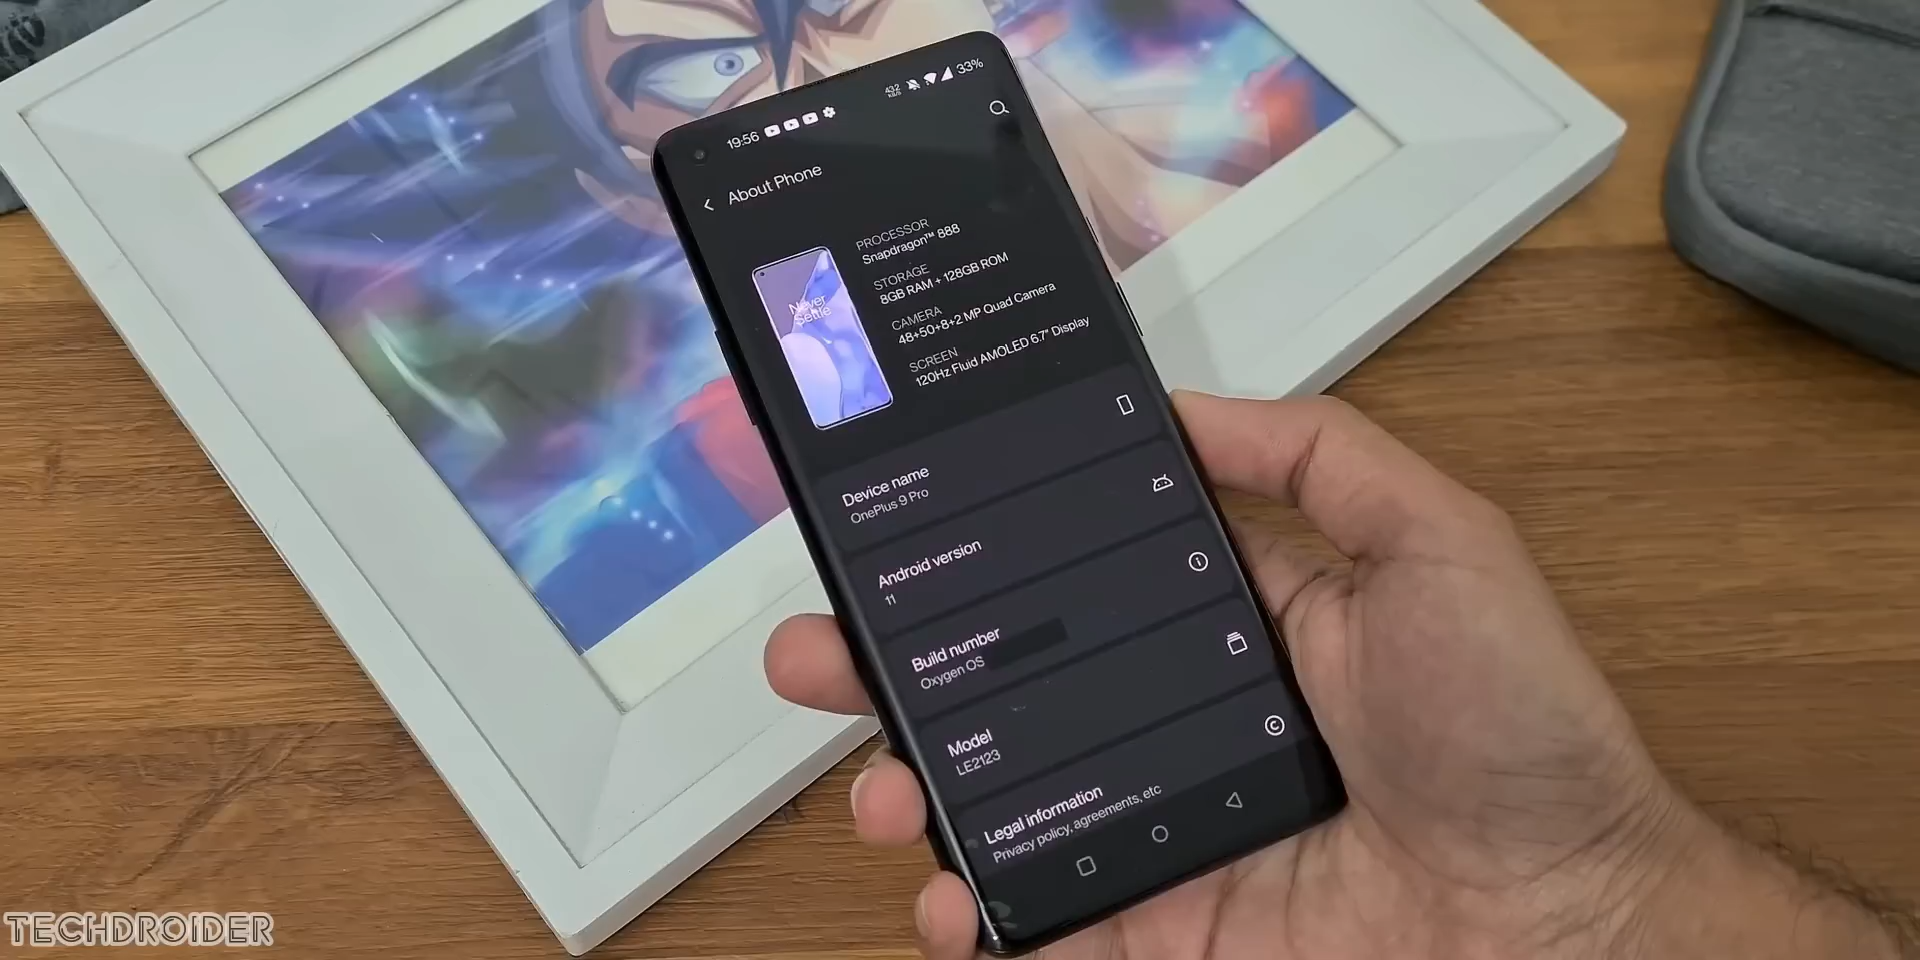 19:56
432
KB/S
33%
About Phone
PROCESSOR
Snapdragon™ 888
STORAGE
8GB RAM + 128GB ROM
CAMERA
48+50+8+2 MP Quad Camera
SCREEN
120Hz Fluid AMOLED 6.7" Display
Never
Settle
Device name
OnePlus 9 Pro
Android version
11
Build number
Oxygen OS
Model
LE2123
Legal information
Privacy policy, agreements, etc
TECHDROIDER